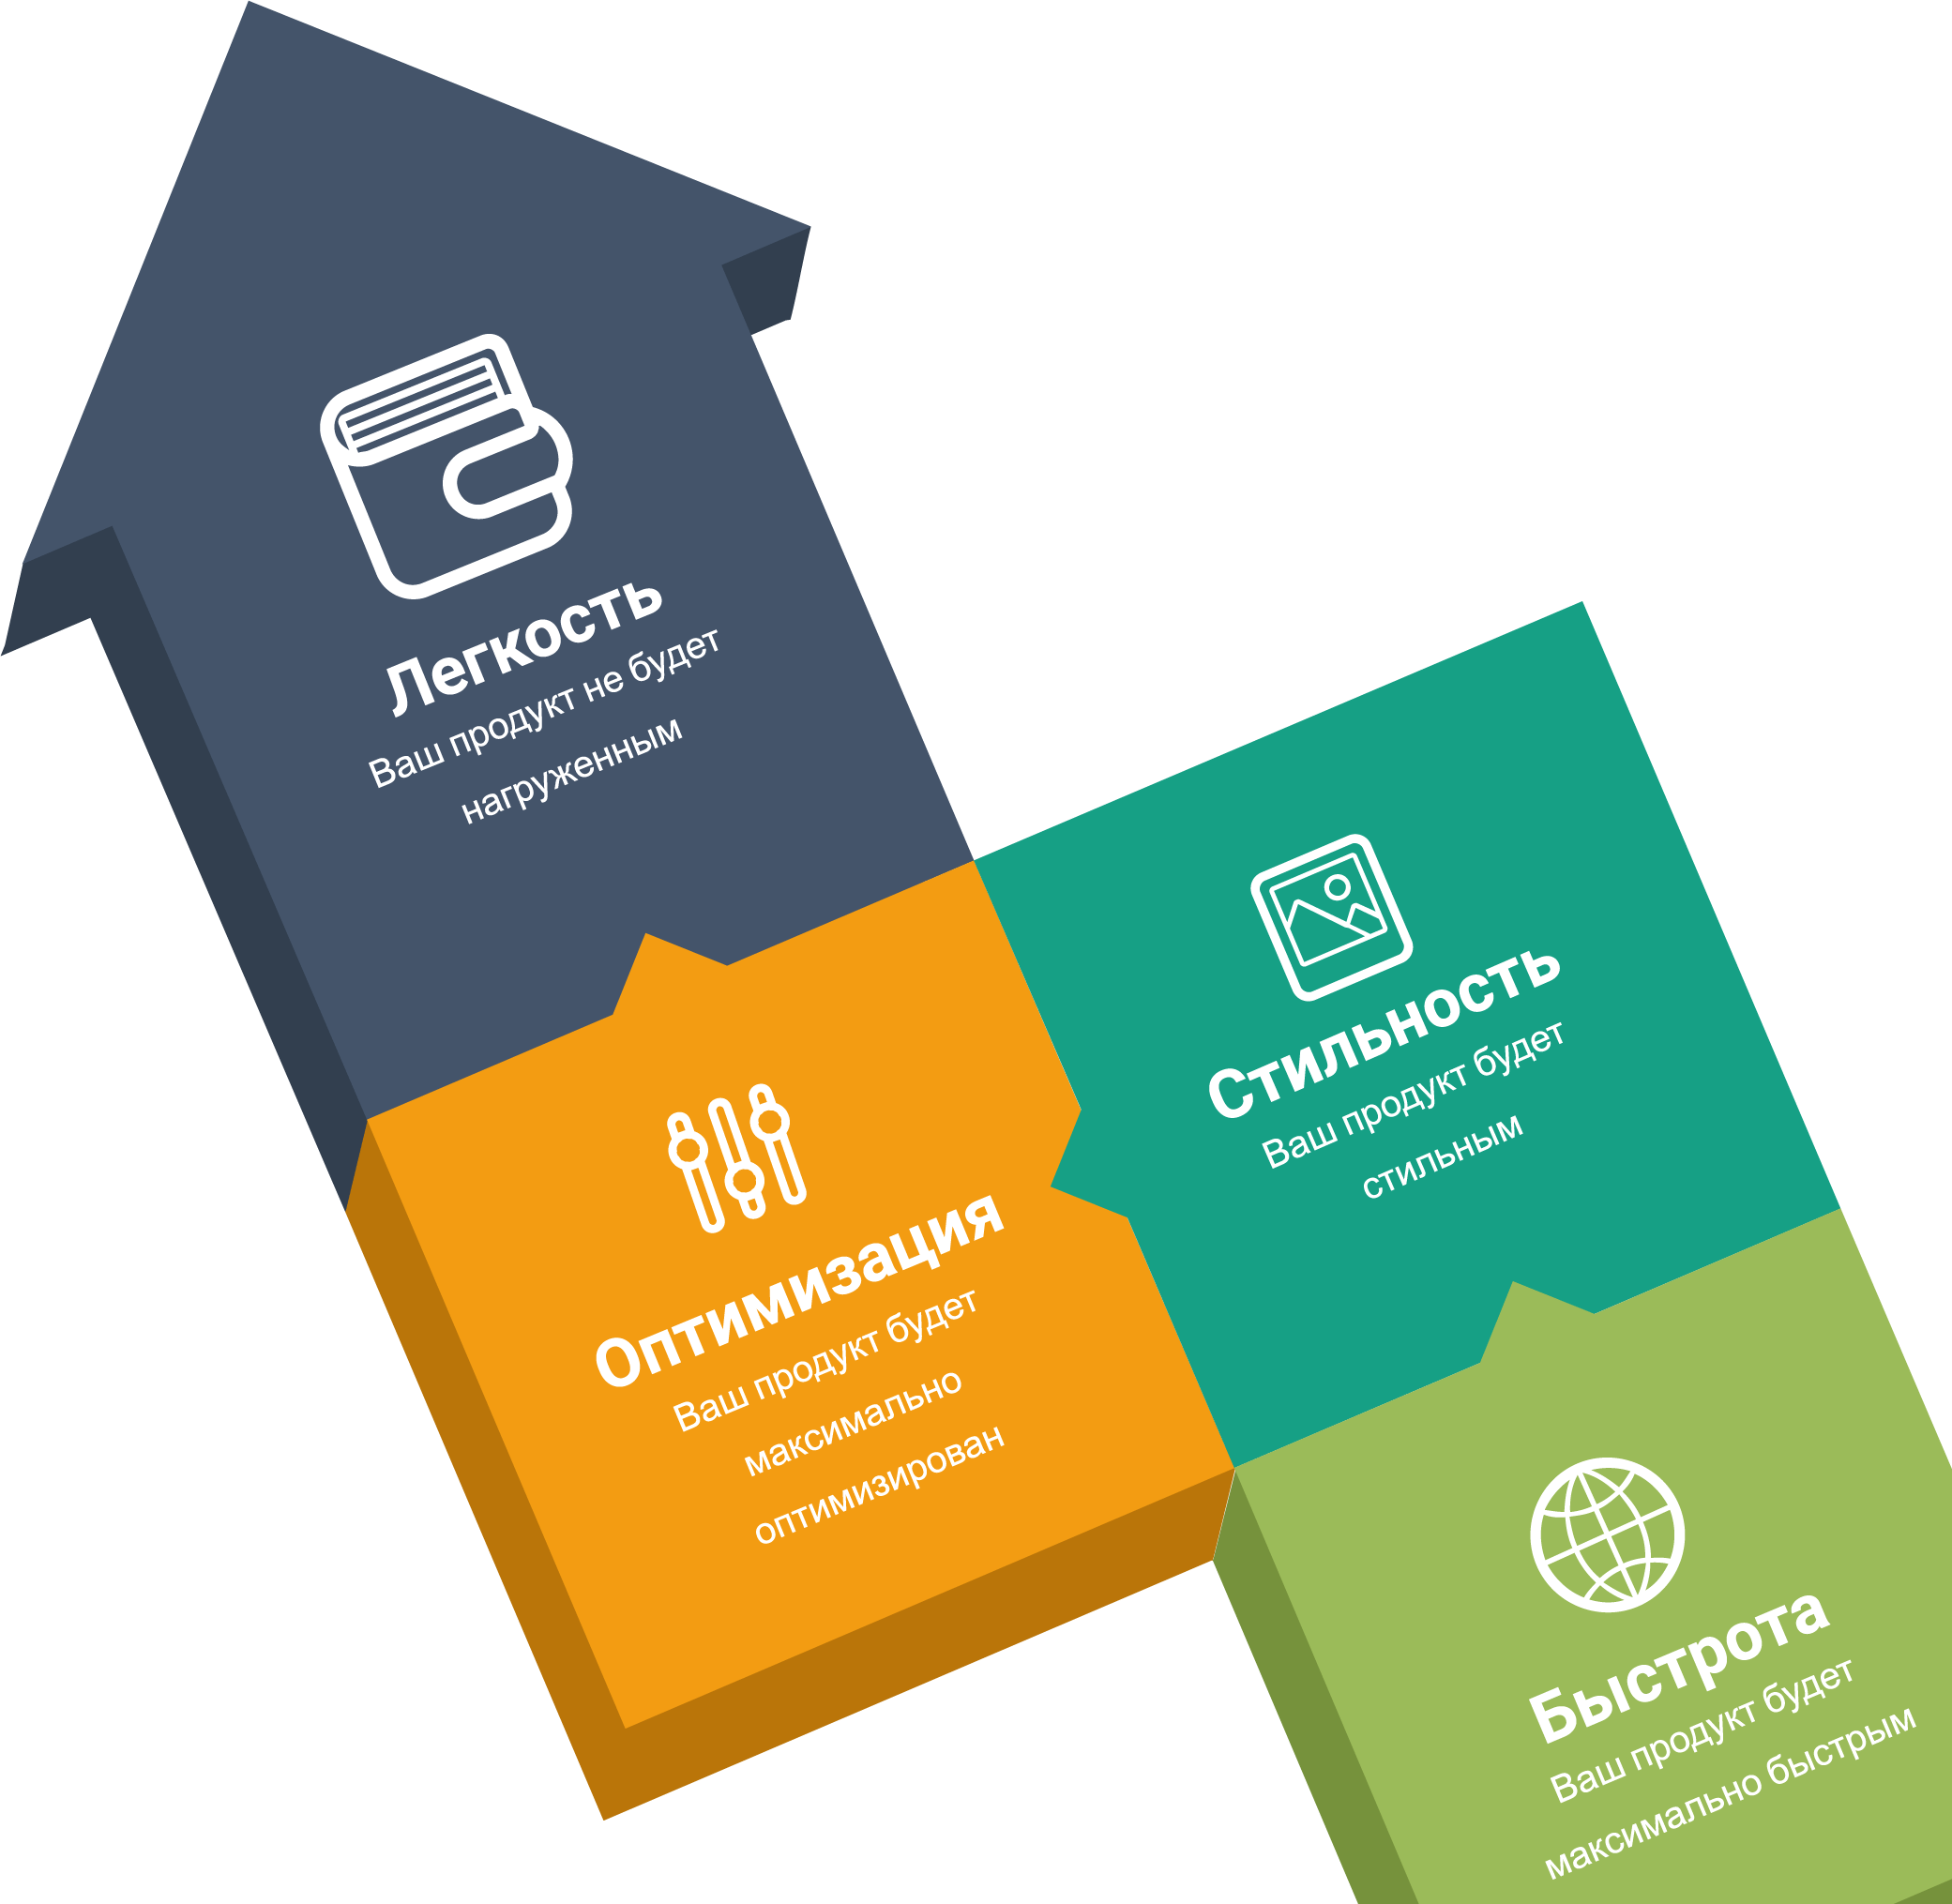 Легкость
Ваш продукт не будет
нагруженным
Стильность
Ваш продукт будет
стильным
Оптимизация
Ваш продукт будет
максимально
оптимизирован
Быстрота
Ваш продукт будет
максимально быстрым